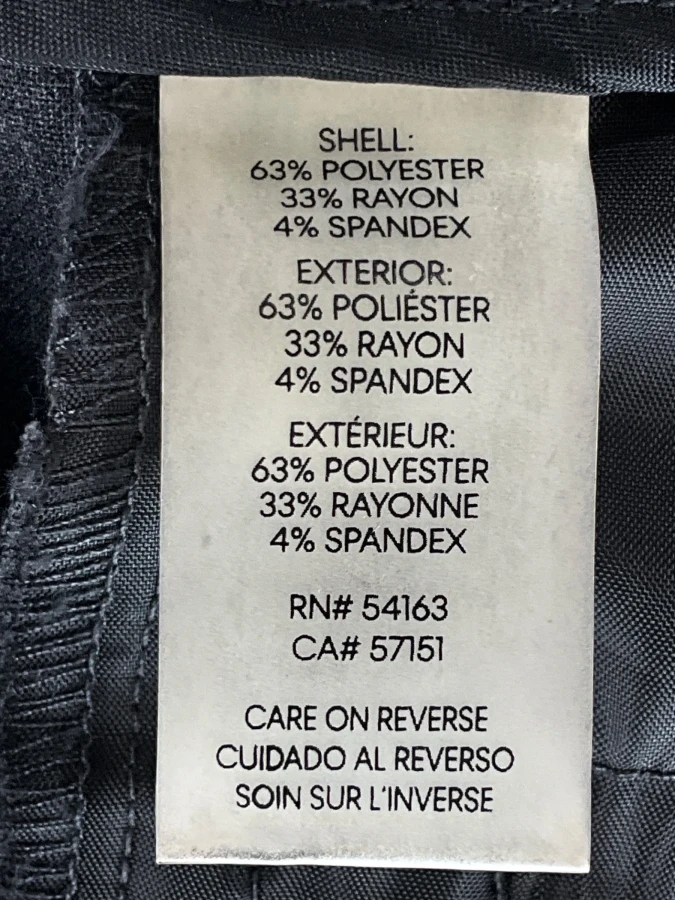 SHELL:
63% POLYESTER
33% RAYON
4% SPANDEX
EXTERIOR:
63% POLIÉSTER
33% RAYON
4% SPANDEX
EXTÉRIEUR:
63% POLYESTER
33% RAYONNE
4% SPANDEX
RN# 54163
CA# 57151
CARE ON REVERSE
CUIDADO AL REVERSO
SOIN SUR L'INVERSE